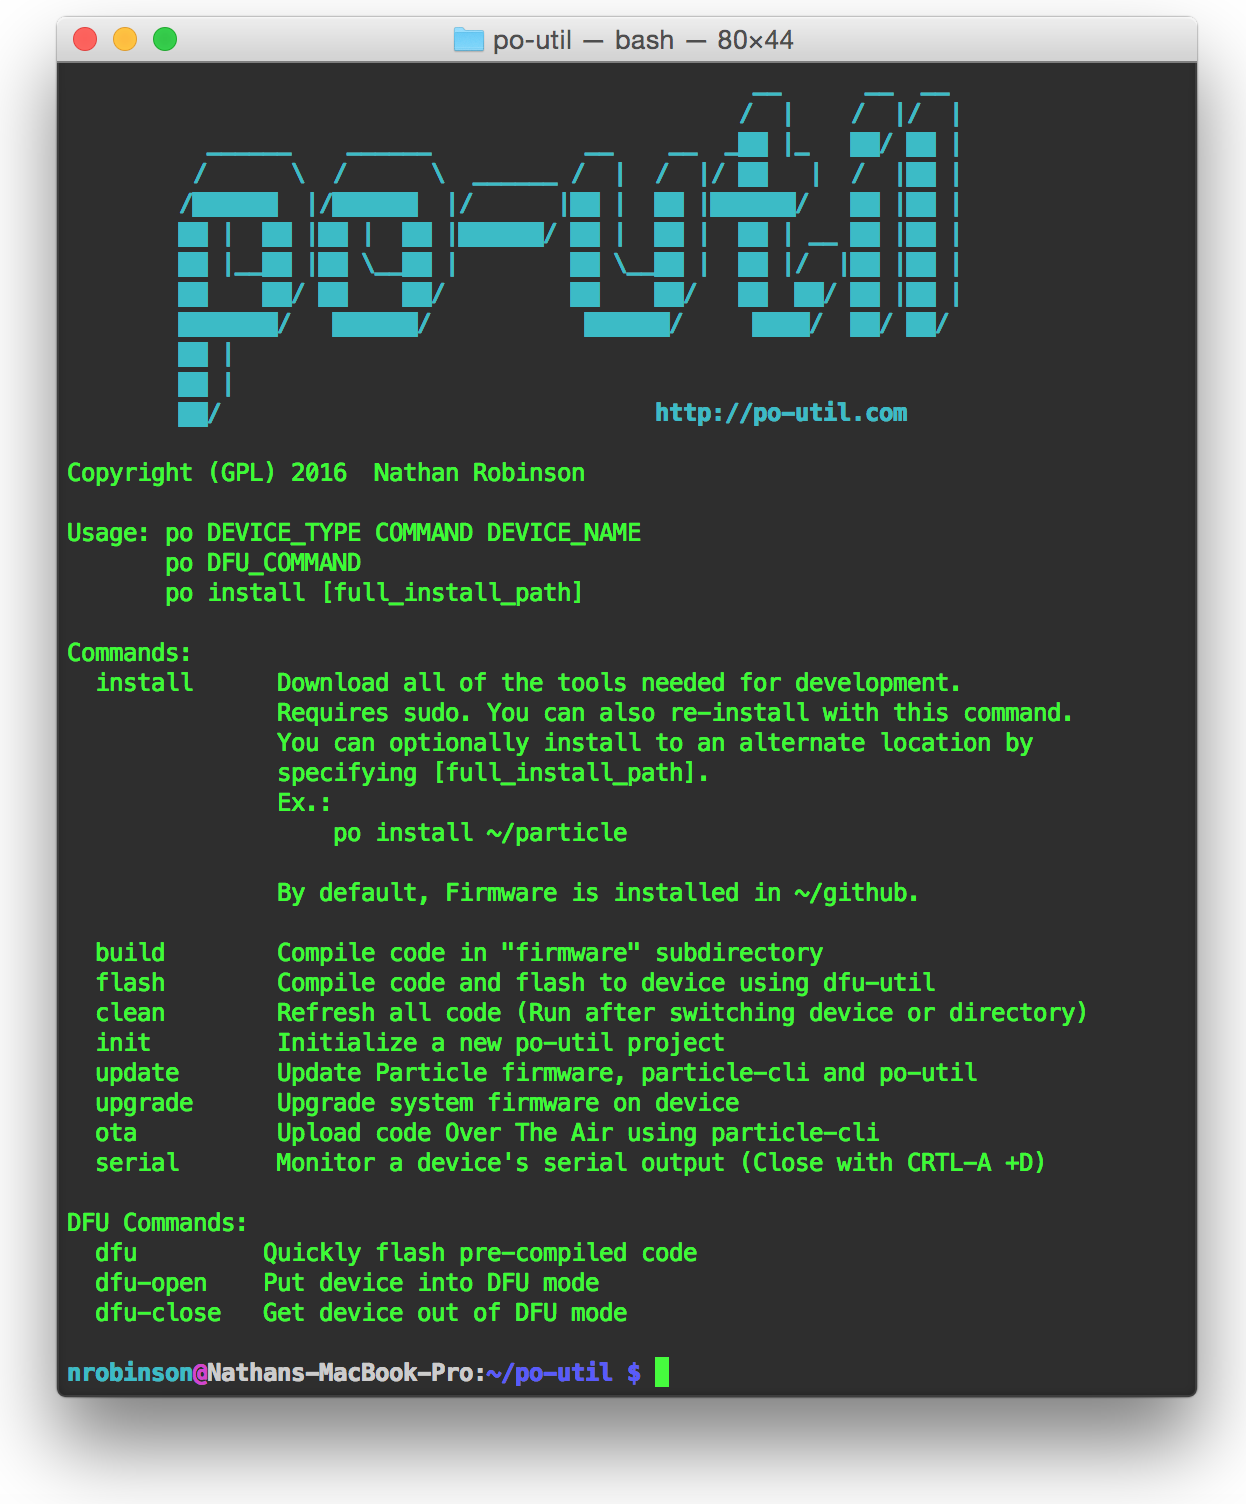 po-util — bash — 80×44
po-util
http://po-util.com
Copyright (GPL) 2016  Nathan Robinson
Usage: po DEVICE_TYPE COMMAND DEVICE_NAME
po DFU_COMMAND
po install [full_install_path]
Commands:
install      Download all of the tools needed for development.
Requires sudo. You can also re-install with this command.
You can optionally install to an alternate location by
specifying [full_install_path].
Ex.:
po install ~/particle
By default, Firmware is installed in ~/github.
build        Compile code in "firmware" subdirectory
flash        Compile code and flash to device using dfu-util
clean        Refresh all code (Run after switching device or directory)
init         Initialize a new po-util project
update       Update Particle firmware, particle-cli and po-util
upgrade      Upgrade system firmware on device
ota          Upload code Over The Air using particle-cli
serial       Monitor a device's serial output (Close with CRTL-A +D)
DFU Commands:
dfu         Quickly flash pre-compiled code
dfu-open    Put device into DFU mode
dfu-close   Get device out of DFU mode
nrobinson@Nathans-MacBook-Pro:~/po-util $